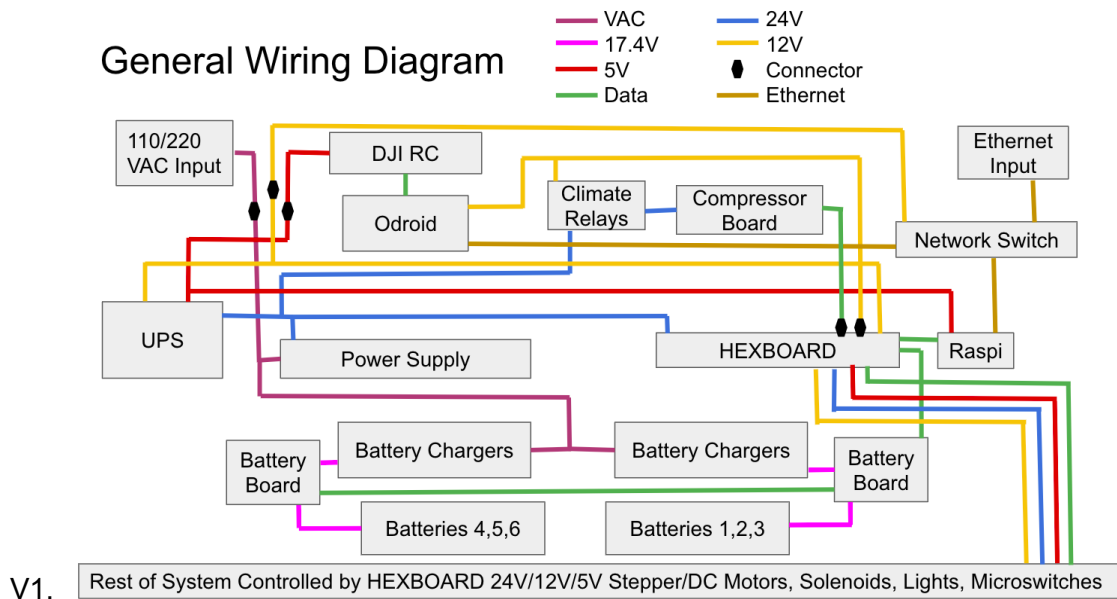 General Wiring Diagram
VAC
17.4V
5V
Data
24V
12V
Connector
Ethernet
110/220
VAC Input
DJI RC
Odroid
Climate
Relays
Compressor
Board
Ethernet
Input
Network Switch
UPS
Power Supply
HEXBOARD
Raspi
Battery
Board
Battery Chargers
Battery Chargers
Battery
Board
Batteries 4,5,6
Batteries 1,2,3
V1.
Rest of System Controlled by HEXBOARD 24V/12V/5V Stepper/DC Motors, Solenoids, Lights, Microswitches